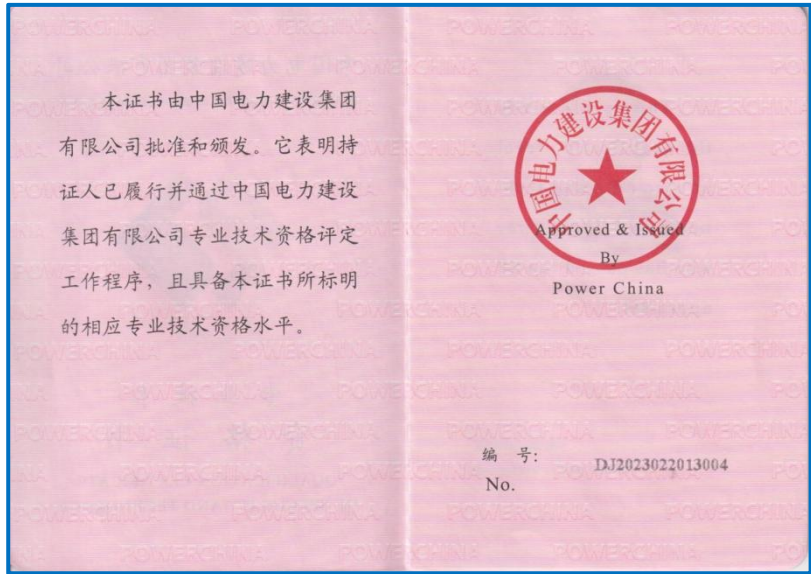 本证书由中国电力建设集团
有限公司批准和颁发。它表明持
证人已履行并通过中国电力建设
集团有限公司专业技术资格评定
工作程序，且具备本证书所标明
的相应专业技术资格水平。
中国电力建设集团有限公司
Approved & Issued
By
Power China
编 号:
DJ2023022013004
No.
POWERCHINA